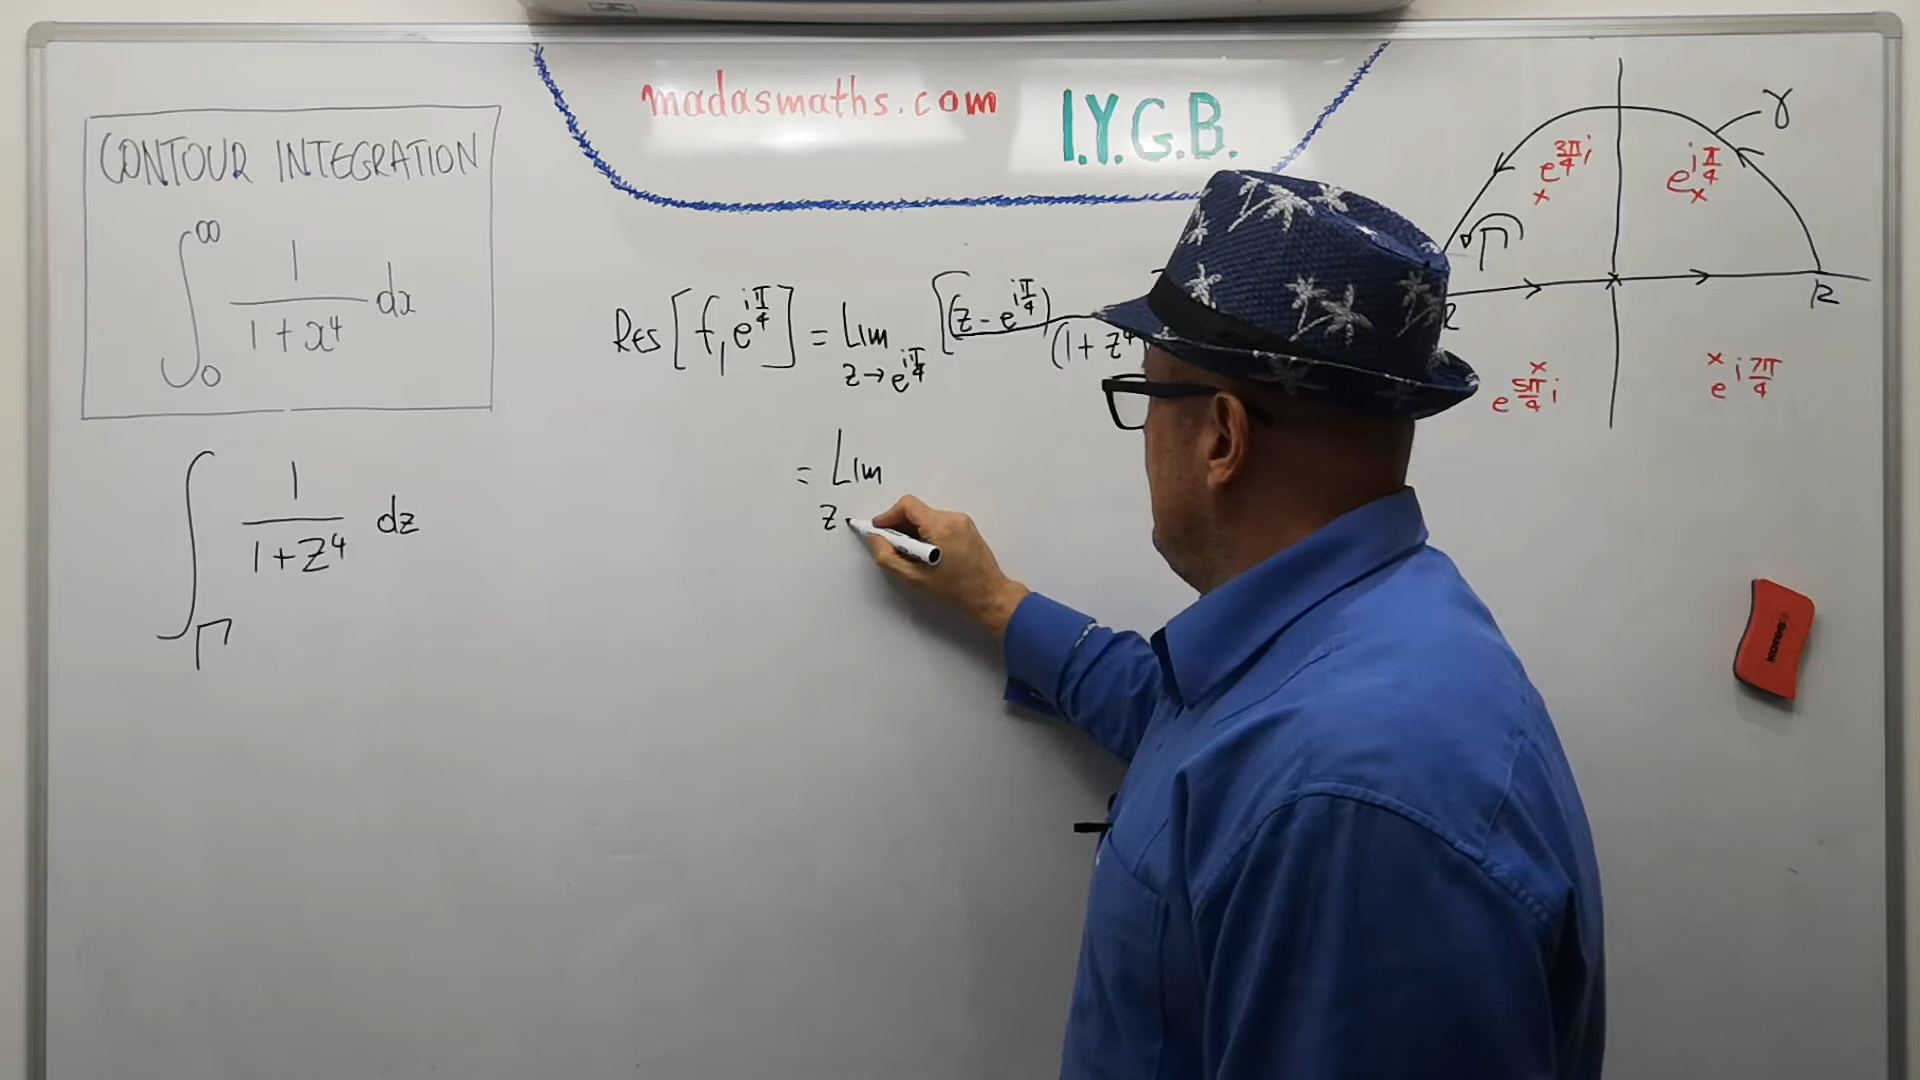 madasmaths.com I.Y.G.B.
CONTOUR INTEGRATION
∫₀^∞ 1/(1+x⁴) dx
∫_Γ 1/(1+z⁴) dz
Res[f, e^{iπ/4}] = Lim_{z→e^{iπ/4}} [(z - e^{iπ/4}) / (1+z⁴
= Lim
z
γ
e^{3π/4 i} e^{iπ/4}
Γ
R
e^{5π/4 i} e^{i7π/4}